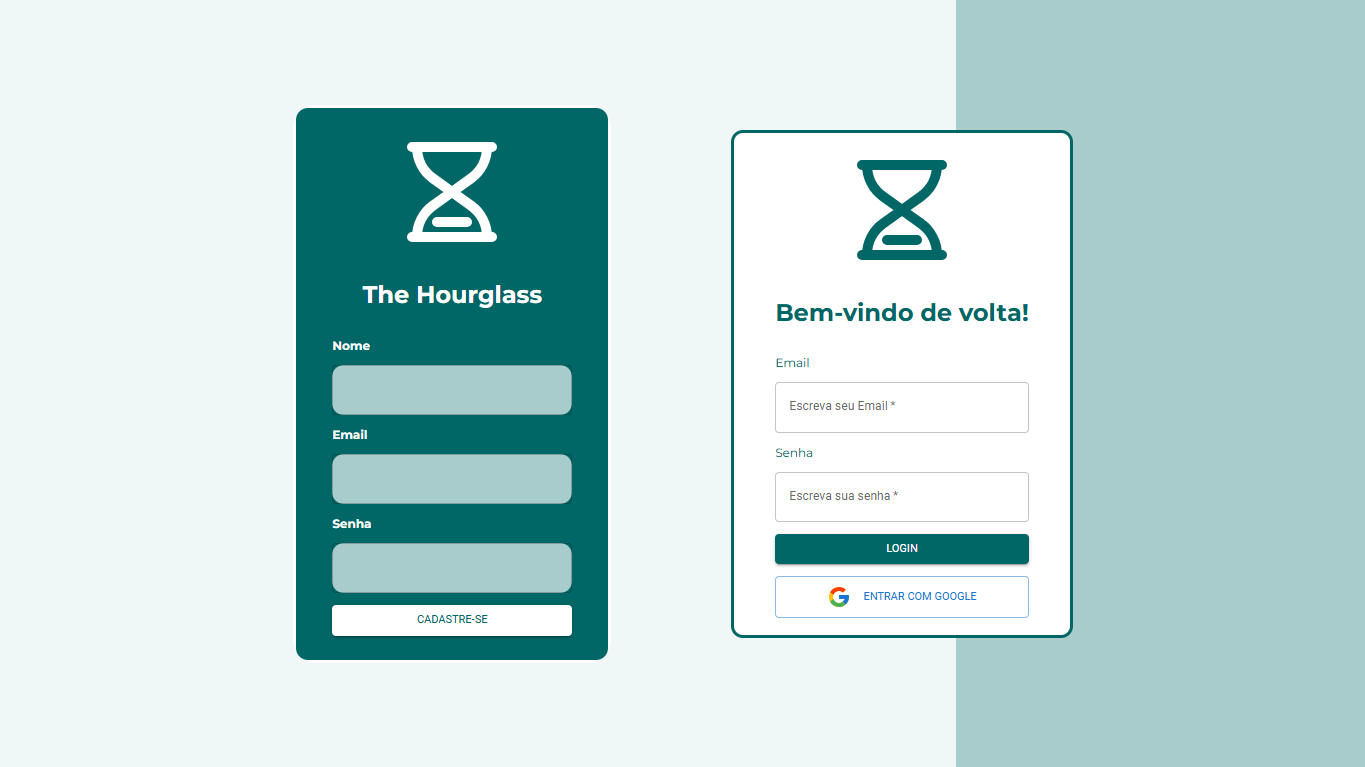 The Hourglass
Nome
Email
Senha
CADASTRE-SE
Bem-vindo de volta!
Email
Escreva seu Email *
Senha
Escreva sua senha *
LOGIN
ENTRAR COM GOOGLE